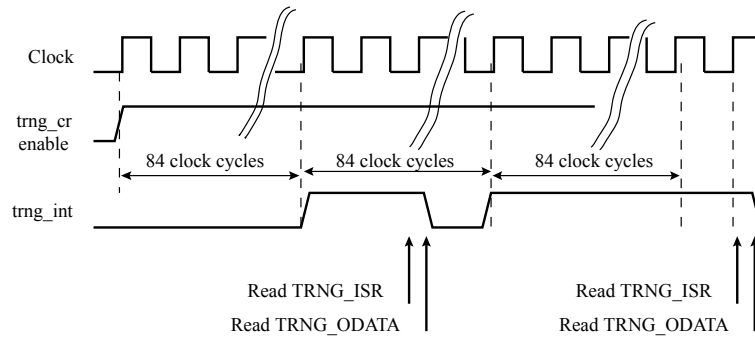 Clock
trng_cr
enable
84 clock cycles
84 clock cycles
84 clock cycles
trng_int
Read TRNG_ISR
Read TRNG_ISR
Read TRNG_ODATA
Read TRNG_ODATA